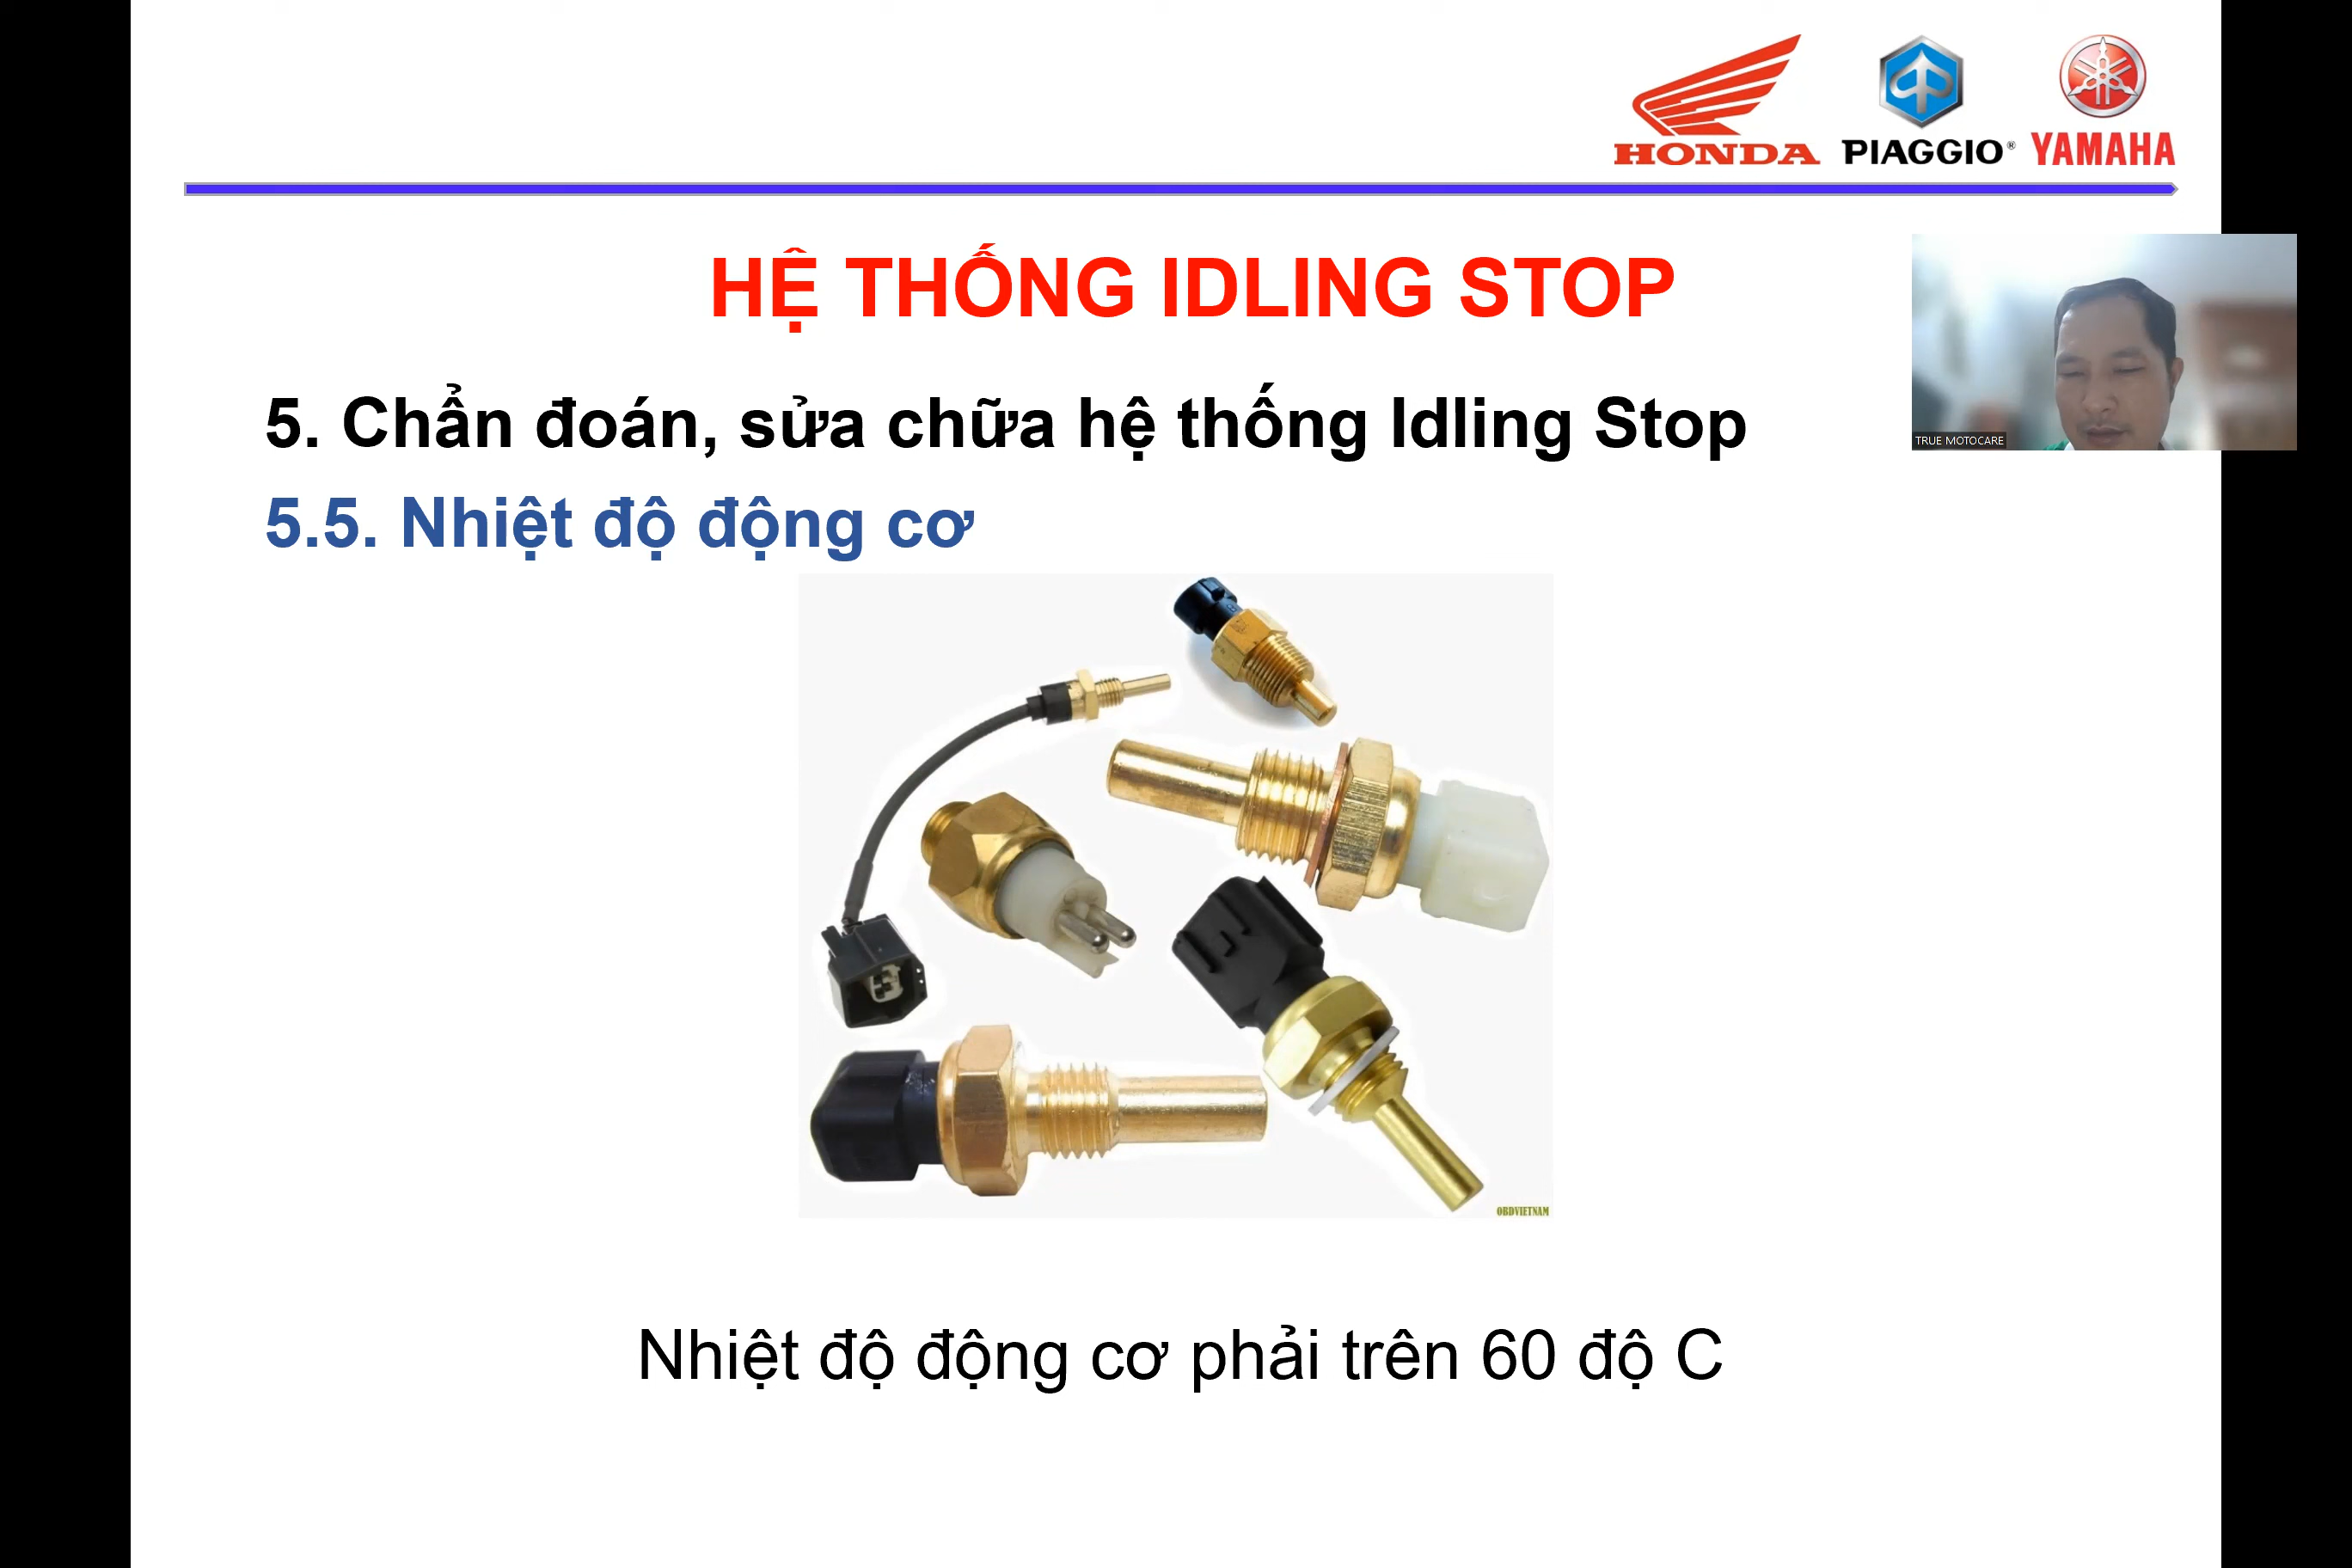 HONDA
PIAGGIO®
YAMAHA
HỆ THỐNG IDLING STOP
5. Chẩn đoán, sửa chữa hệ thống Idling Stop
TRUE MOTOCARE
5.5. Nhiệt độ động cơ
OBDVIETNAM
Nhiệt độ động cơ phải trên 60 độ C